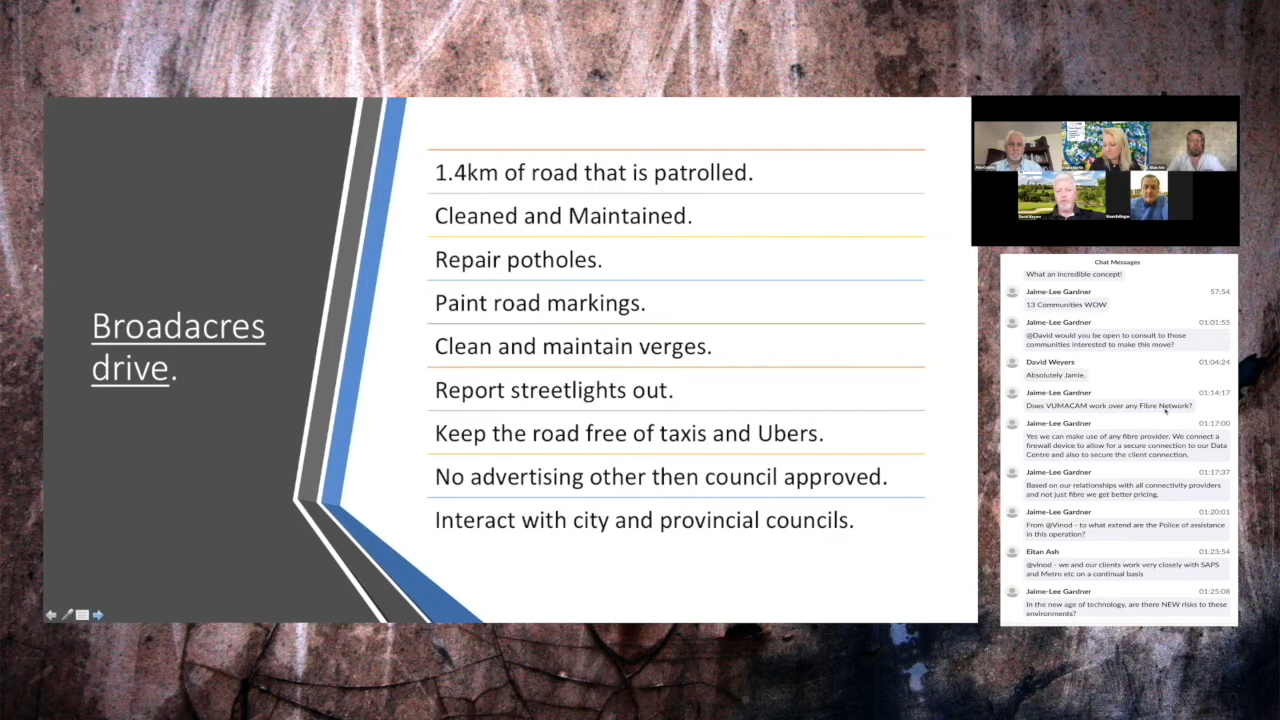 Broadacres
drive.
1.4km of road that is patrolled.
Cleaned and Maintained.
Repair potholes.
Paint road markings.
Clean and maintain verges.
Report streetlights out.
Keep the road free of taxis and Ubers.
No advertising other then council approved.
Interact with city and provincial councils.
David Weyers
Chat Messages
What an incredible concept!
Jaime-Lee Gardner 57:54
13 Communities WOW
Jaime-Lee Gardner 01:01:55
@David would you be open to consult to those
communities interested to make this move?
David Weyers 01:04:24
Absolutely Jamie.
Jaime-Lee Gardner 01:14:17
Does VUMACAM work over any Fibre Network?
Jaime-Lee Gardner 01:17:00
Yes we can make use of any fibre provider. We connect a
firewall device to allow for a secure connection to our Data
Centre and also to secure the client connection.
Jaime-Lee Gardner 01:17:37
Based on our relationships with all connectivity providers
and not just fibre we get better pricing.
Jaime-Lee Gardner 01:20:01
From @Vinod - to what extend are the Police of assistance
in this operation?
Eitan Ash 01:23:54
@vinod - we and our clients work very closely with SAPS
and Metro etc on a continual basis
Jaime-Lee Gardner 01:25:08
In the new age of technology, are there NEW risks to these
environments?